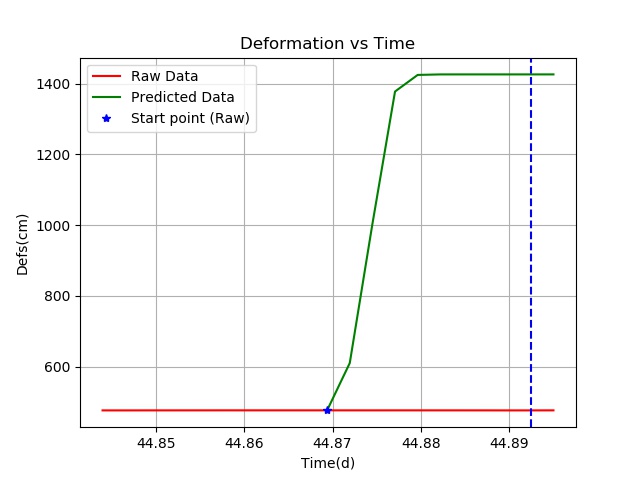 Deformation vs Time
Raw Data
Predicted Data
Start point (Raw)
1400
1200
1000
800
600
Defs(cm)
44.85 44.86 44.87 44.88 44.89
Time(d)